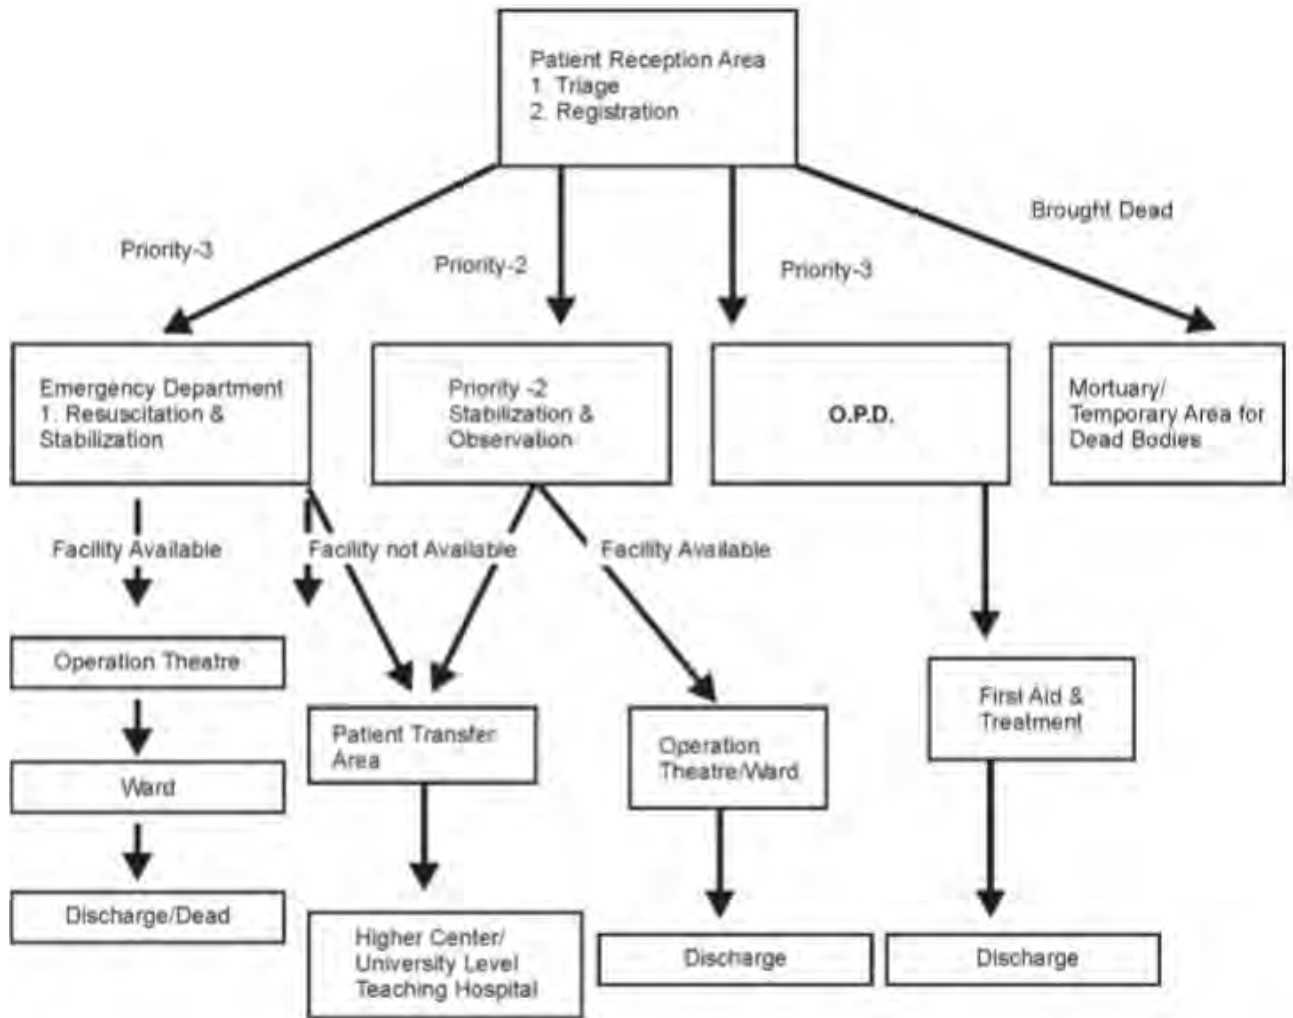 Patient Reception Area
1. Triage
2. Registration
Brought Dead
Priority-3
Priority-2
Priority-3
Emergency Department
1. Resuscitation &
Stabilization
Priority -2
Stabilization &
Observation
O.P.D.
Mortuary/
Temporary Area for
Dead Bodies
Facility Available
Facility not Available
Facility Available
Operation Theatre
Patient Transfer
Area
Operation
Theatre/Ward
First Aid &
Treatment
Ward
Discharge/Dead
Higher Center/
University Level
Teaching Hospital
Discharge
Discharge